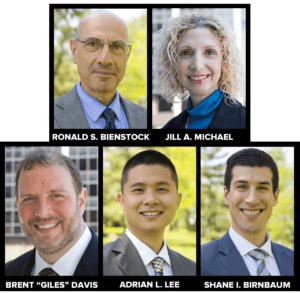 RONALD S. BIENSTOCK
JILL A. MICHAEL
BRENT “GILES” DAVIS
ADRIAN L. LEE
SHANE I. BIRNBAUM